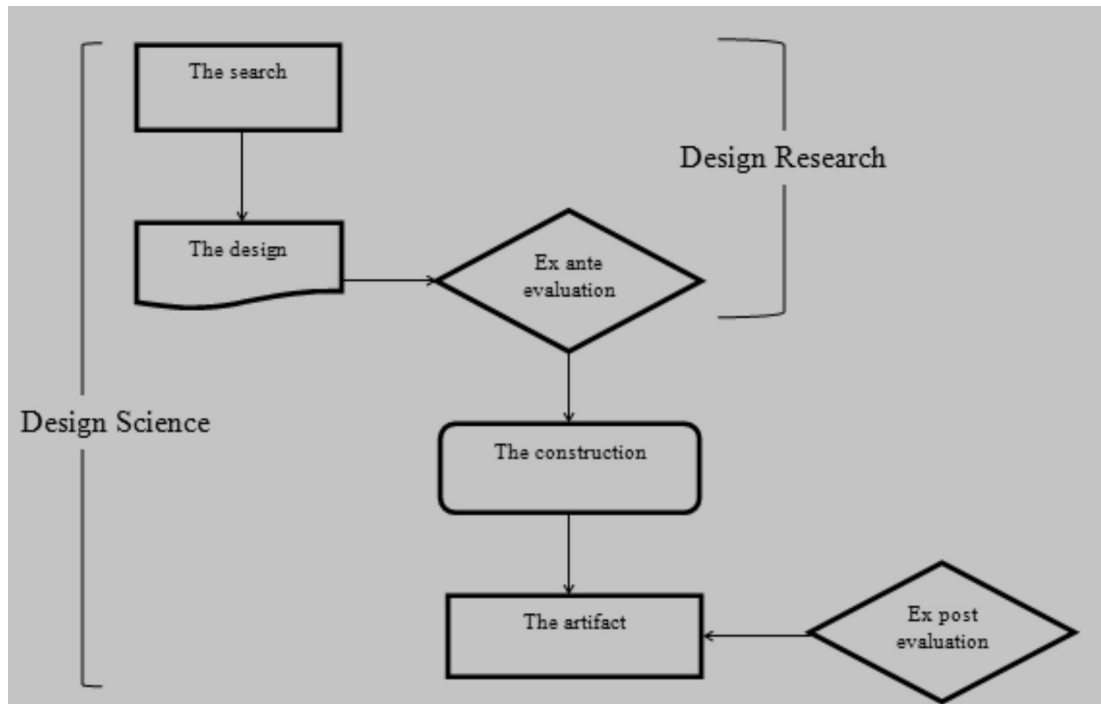 The search
Design Research
The design
Ex ante
evaluation
Design Science
The construction
The artifact
Ex post
evaluation